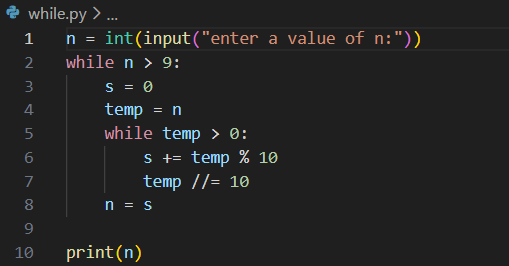 while.py > ...
1 n = int(input("enter a value of n:"))
2 while n > 9:
3     s = 0
4     temp = n
5     while temp > 0:
6         s += temp % 10
7         temp //= 10
8     n = s
9
10 print(n)